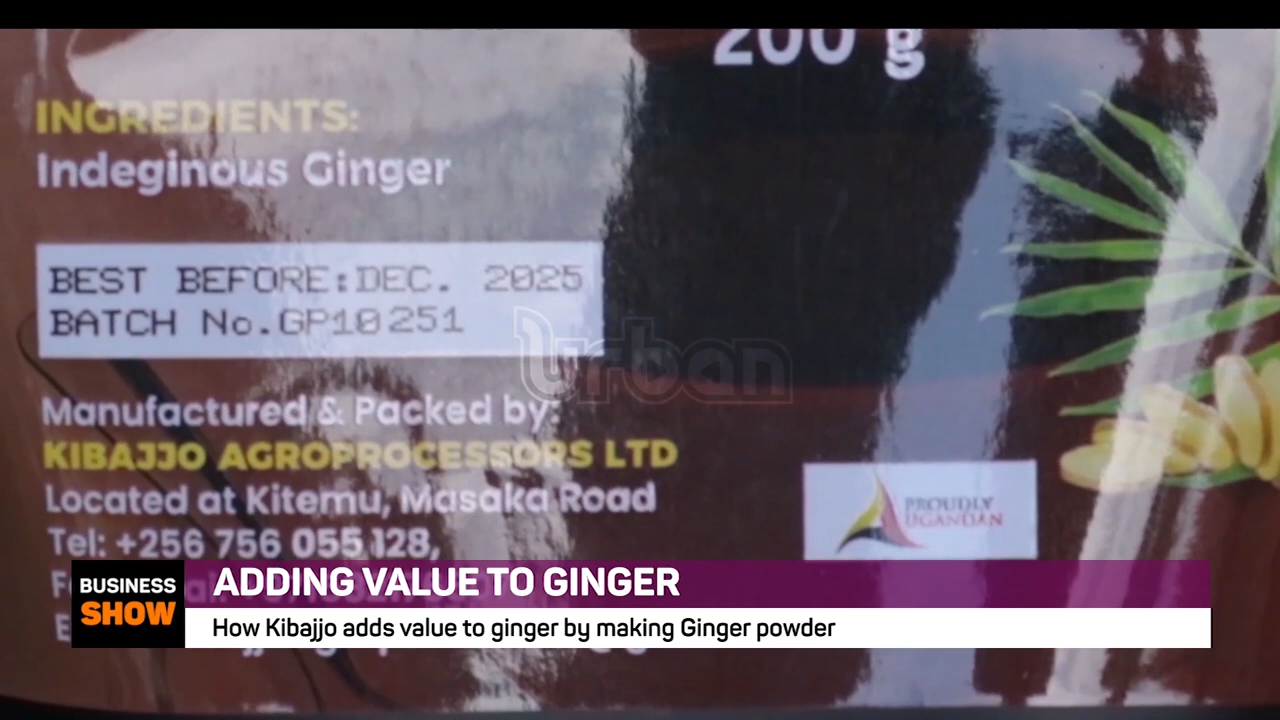 200 g
INGREDIENTS:
Indeginous Ginger
BEST BEFORE:DEC. 2025
BATCH No.GP10251
urban
Manufactured & Packed by:
KIBAJJO AGROPROCESSORS LTD
Located at Kitemu, Masaka Road
PROUDLY
UGANDAN
Tel: +256 756 055 128,
BUSINESS
SHOW
ADDING VALUE TO GINGER
How Kibajjo adds value to ginger by making Ginger powder